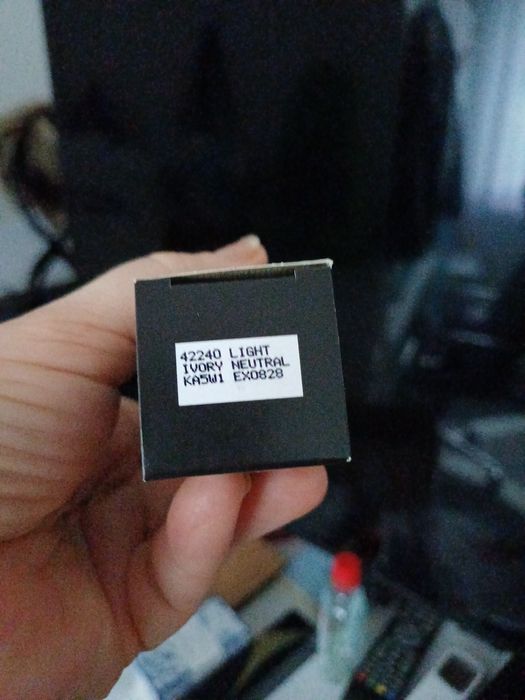 42240 LIGHT
IVORY NEUTRAL
KA5W1 EX0828